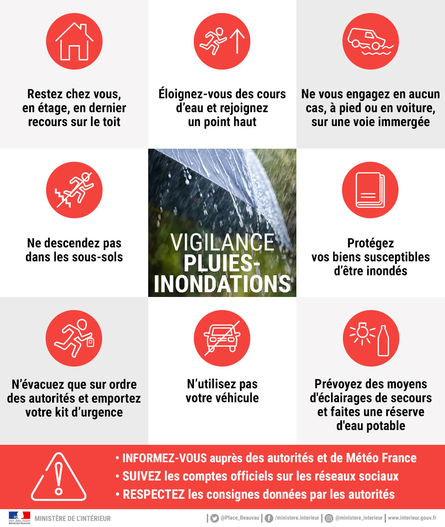 Restez chez vous,
en étage, en dernier
recours sur le toit
Éloignez-vous des cours
d'eau et rejoignez
un point haut
Ne vous engagez en aucun
cas, à pied ou en voiture,
sur une voie immergée
Ne descendez pas
dans les sous-sols
VIGILANCE
PLUIES-
INONDATIONS
Protégez
vos biens susceptibles
d'être inondés
N'évacuez que sur ordre
des autorités et emportez
votre kit d'urgence
N'utilisez pas
votre véhicule
Prévoyez des moyens
d'éclairages de secours
et faites une réserve
d'eau potable
• INFORMEZ-VOUS auprès des autorités et de Météo France
• SUIVEZ les comptes officiels sur les réseaux sociaux
• RESPECTEZ les consignes données par les autorités
MINISTÈRE DE L'INTÉRIEUR
@Place_Beauvau | /ministere.interieur | @ministere_interieur | www.interieur.gouv.fr